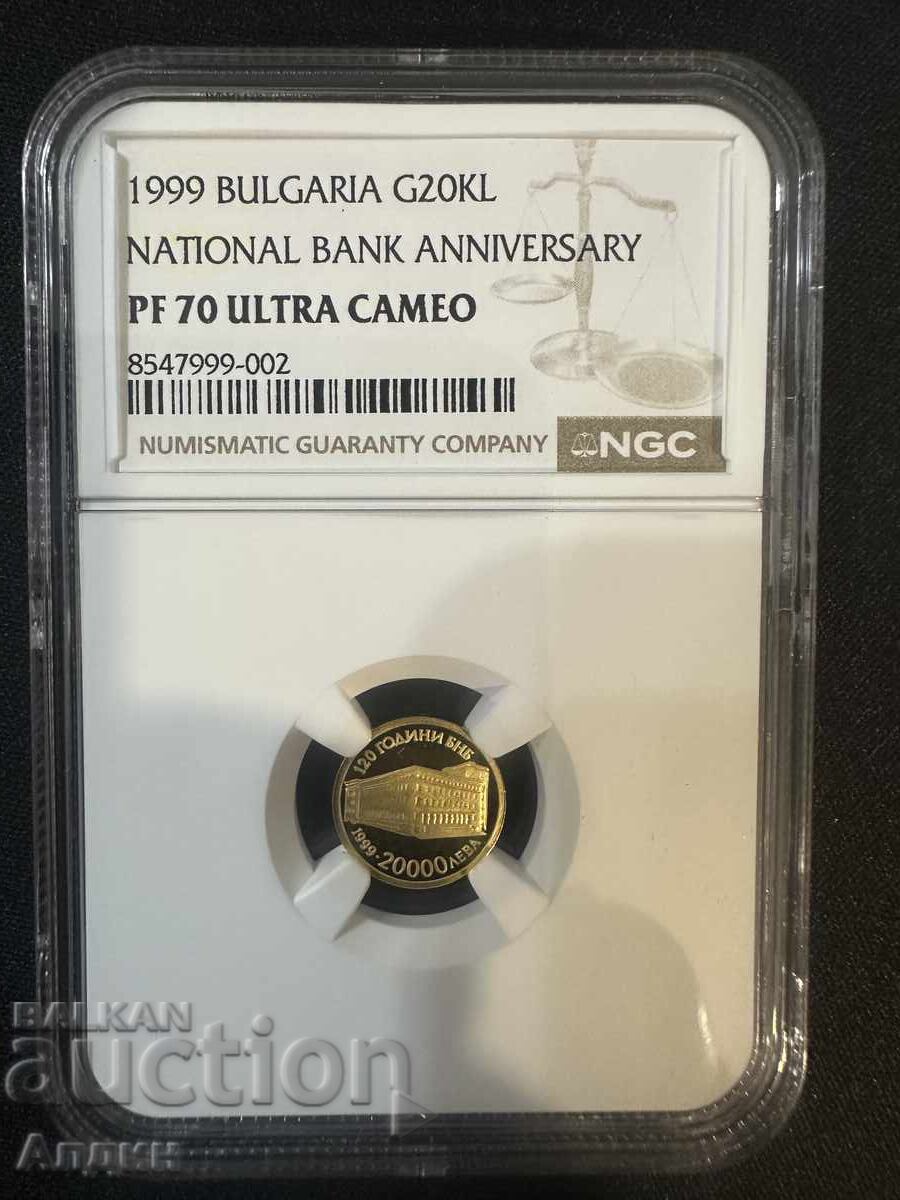 1999 BULGARIA G20KL
NATIONAL BANK ANNIVERSARY
PF 70 ULTRA CAMEO
8547999-002
NUMISMATIC GUARANTY COMPANY
NGC
120 ГОДИНИ БНБ
1999 · 20000 ЛЕВА
BALKAN
auction
Алдин